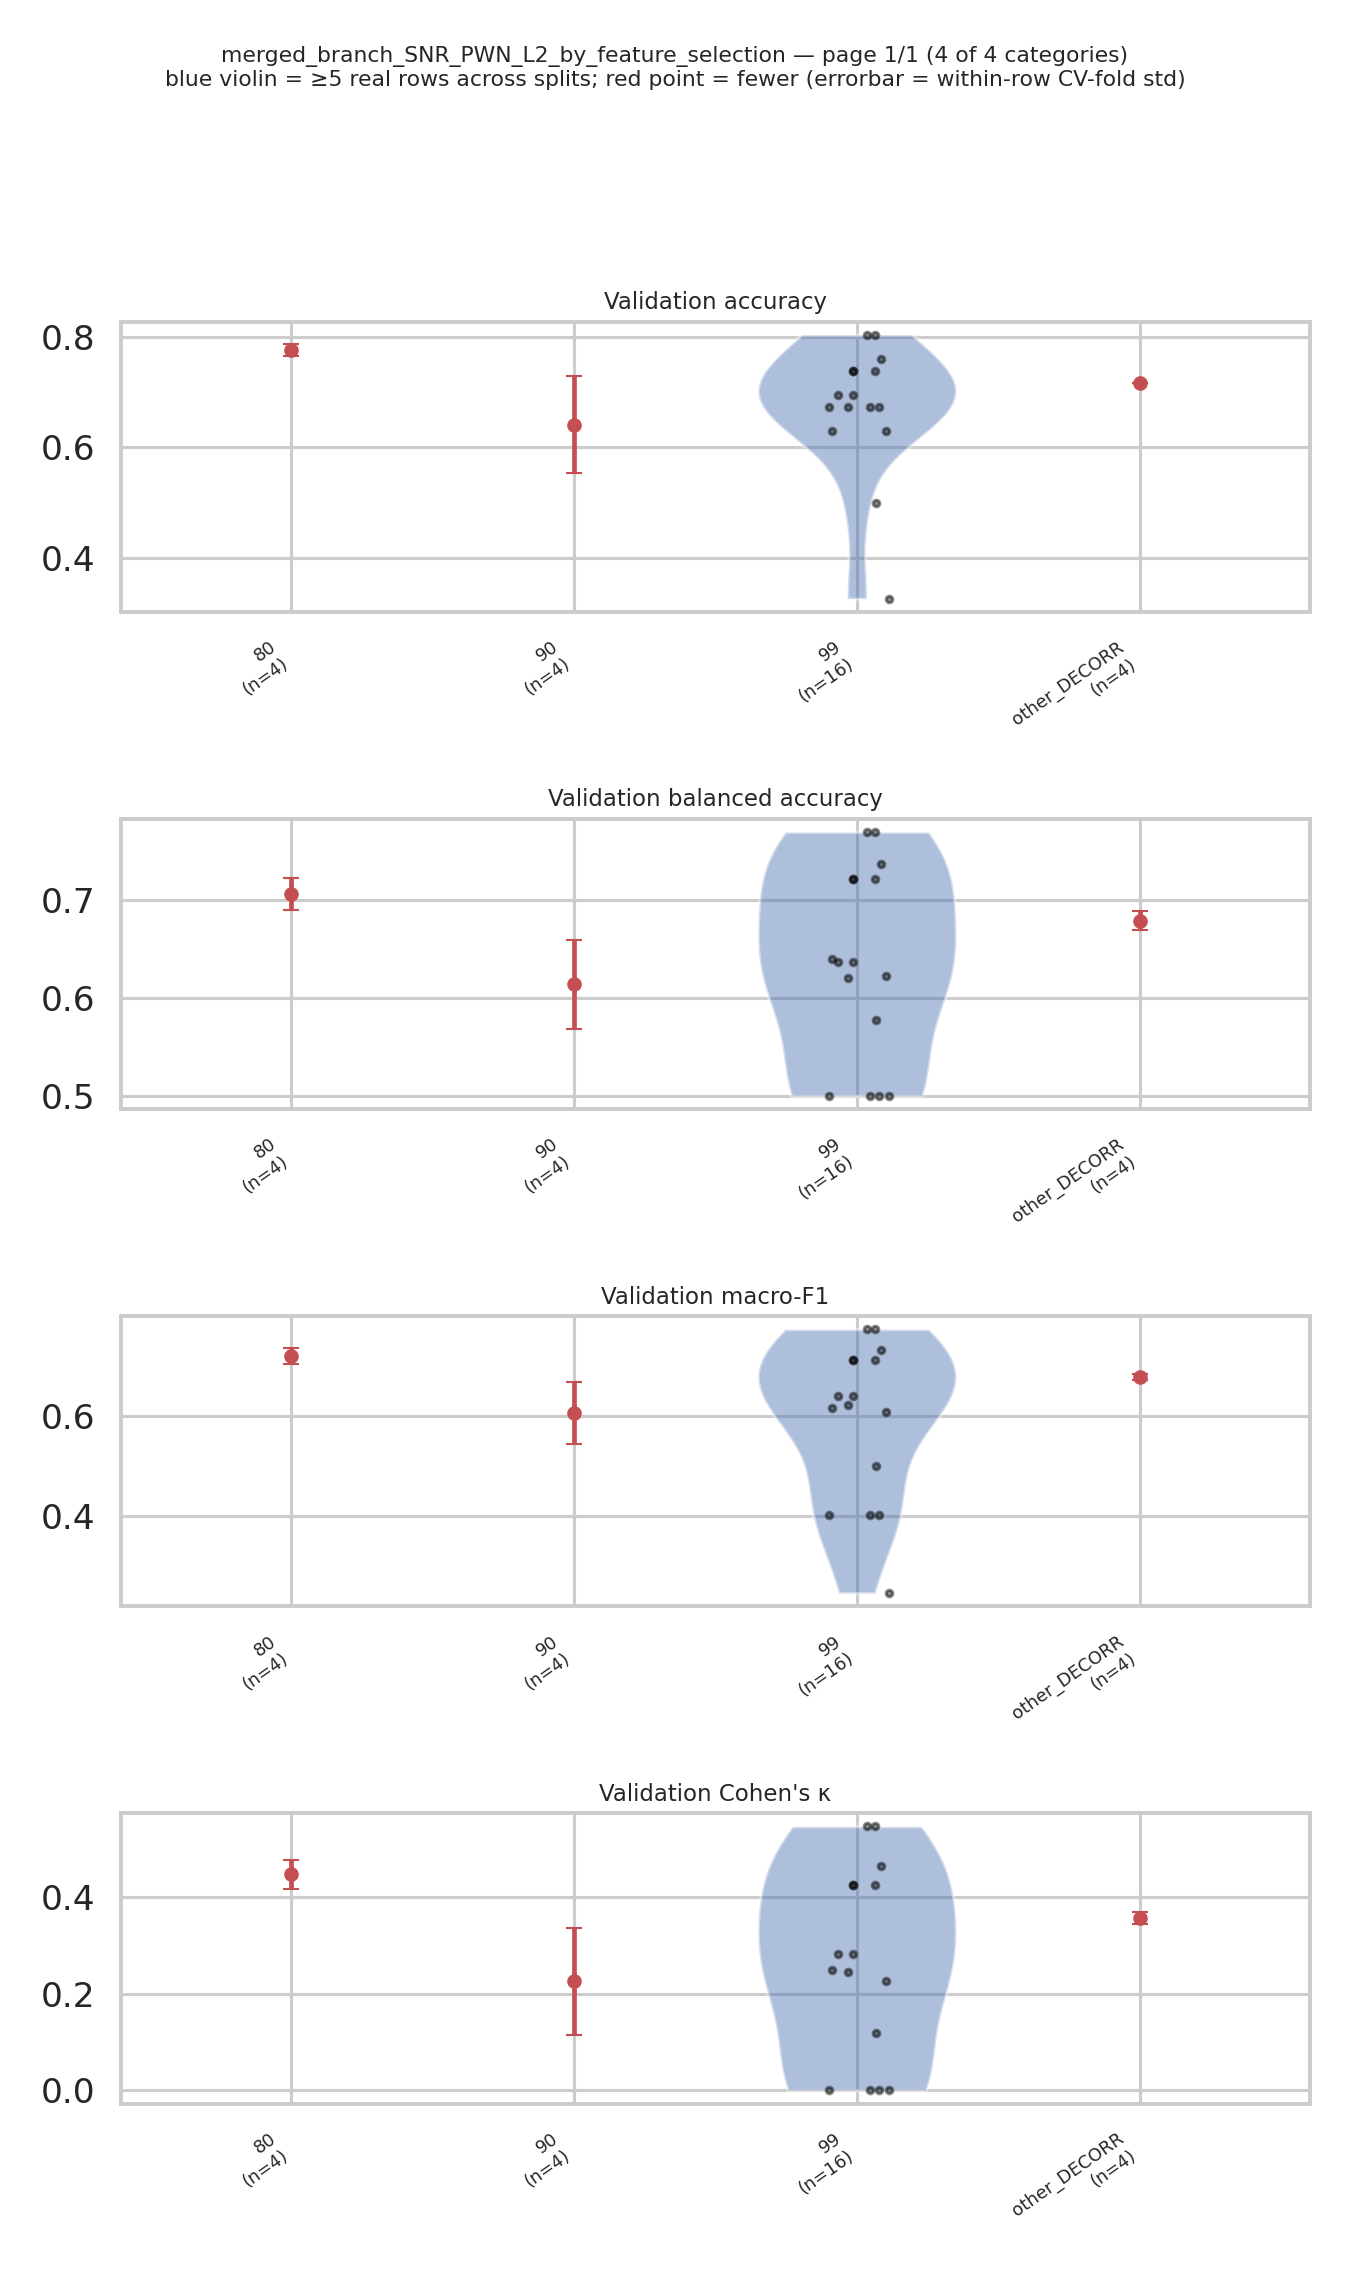 merged_branch_SNR_PWN_L2_by_feature_selection — page 1/1 (4 of 4 categories)
blue violin = ≥5 real rows across splits; red point = fewer (errorbar = within-row CV-fold std)
Validation accuracy
0.8
0.6
0.4
80
(n=4)
90
(n=4)
99
(n=16)
other_DECORR
(n=4)
Validation balanced accuracy
0.7
0.6
0.5
80
(n=4)
90
(n=4)
99
(n=16)
other_DECORR
(n=4)
Validation macro-F1
0.6
0.4
80
(n=4)
90
(n=4)
99
(n=16)
other_DECORR
(n=4)
Validation Cohen's κ
0.4
0.2
0.0
80
(n=4)
90
(n=4)
99
(n=16)
other_DECORR
(n=4)